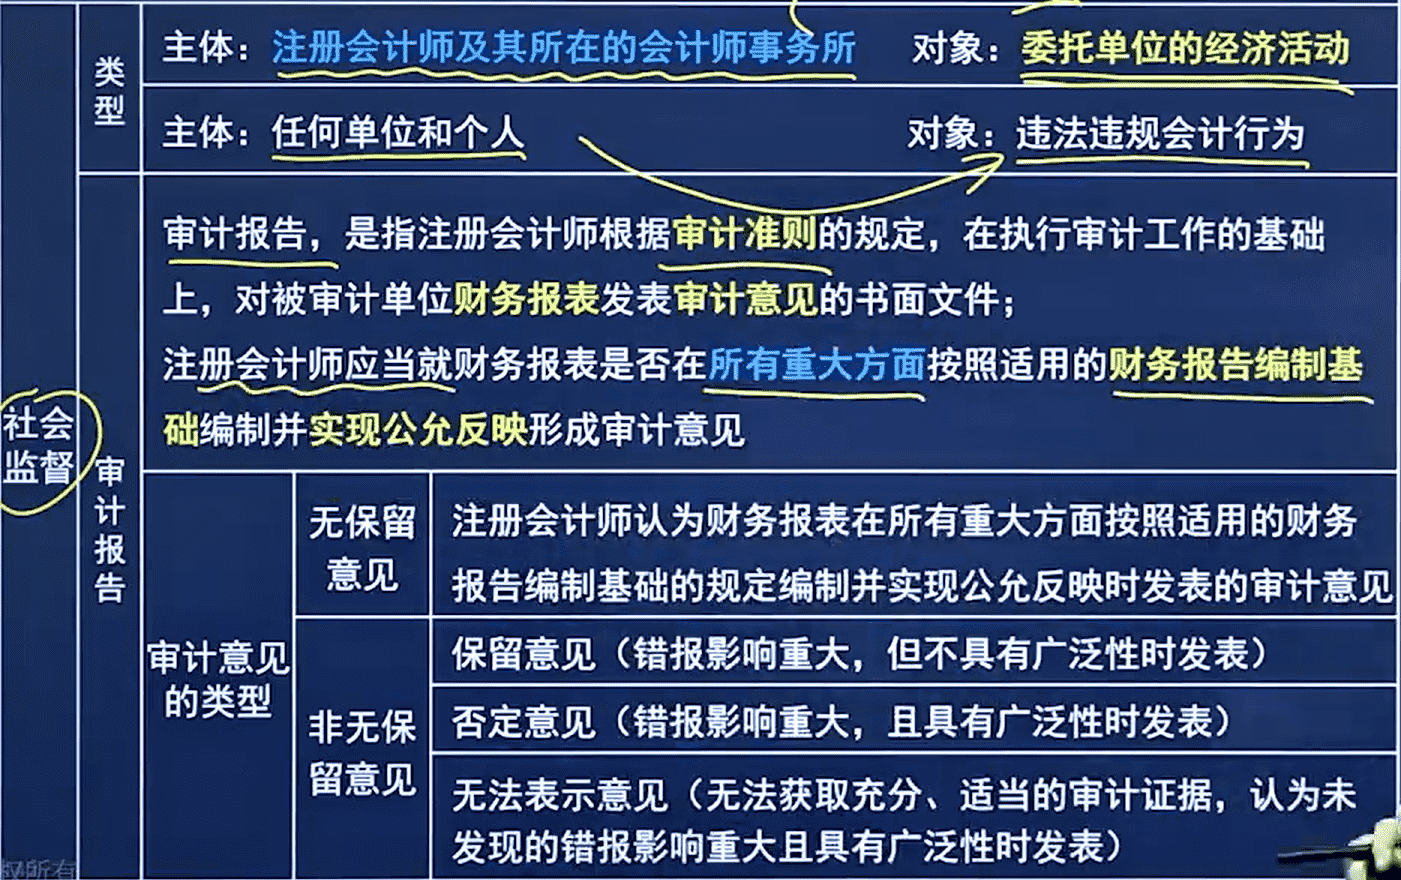 社会
监督
类
型
主体：注册会计师及其所在的会计师事务所 对象：委托单位的经济活动
主体：任何单位和个人 对象：违法违规会计行为
审
计
报
告
审计报告，是指注册会计师根据审计准则的规定，在执行审计工作的基础
上，对被审计单位财务报表发表审计意见的书面文件；
注册会计师应当就财务报表是否在所有重大方面按照适用的财务报告编制基
础编制并实现公允反映形成审计意见
审计意见
的类型
无保留
意见
注册会计师认为财务报表在所有重大方面按照适用的财务
报告编制基础的规定编制并实现公允反映时发表的审计意见
非无保
留意见
保留意见（错报影响重大，但不具有广泛性时发表）
否定意见（错报影响重大，且具有广泛性时发表）
无法表示意见（无法获取充分、适当的审计证据，认为未
发现的错报影响重大且具有广泛性时发表）
权所有